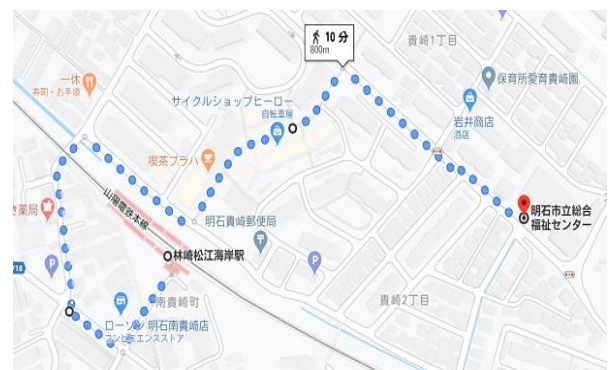 10 分
800m
貴崎1丁目
一休
寿司・お手頃
サイクルショップヒーロー
自転車屋
保育所愛育貴崎園
岩井商店
酒店
喫茶プラハ
山陽電鉄本線
き薬局
明石貴崎郵便局
明石市立総合
福祉センター
林崎松江海岸駅
718
南貴崎町
ローソン 明石南貴崎店
コンビニエンスストア
貴崎2丁目